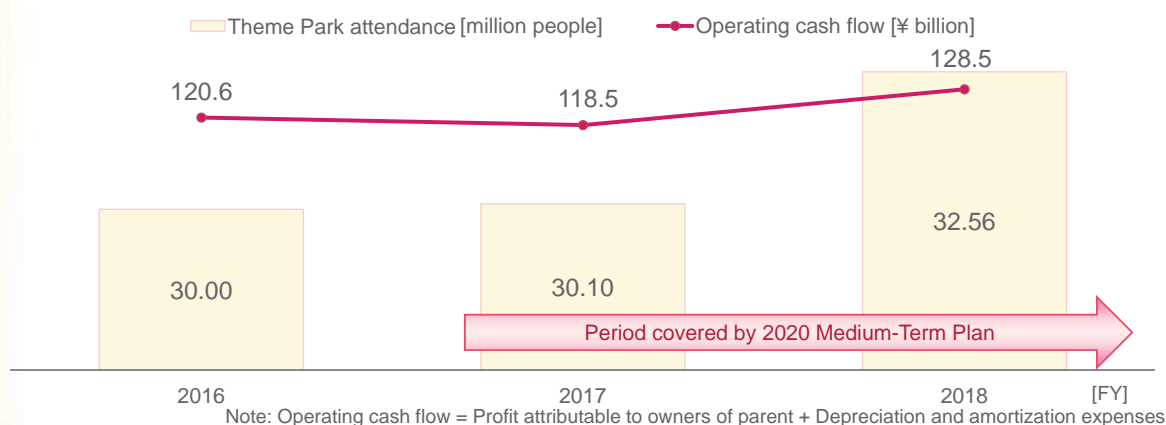 Theme Park attendance [million people] Operating cash flow [¥ billion]
120.6 118.5 128.5
30.00 30.10 32.56
Period covered by 2020 Medium-Term Plan
2016 2017 2018 [FY]
Note: Operating cash flow = Profit attributable to owners of parent + Depreciation and amortization expenses